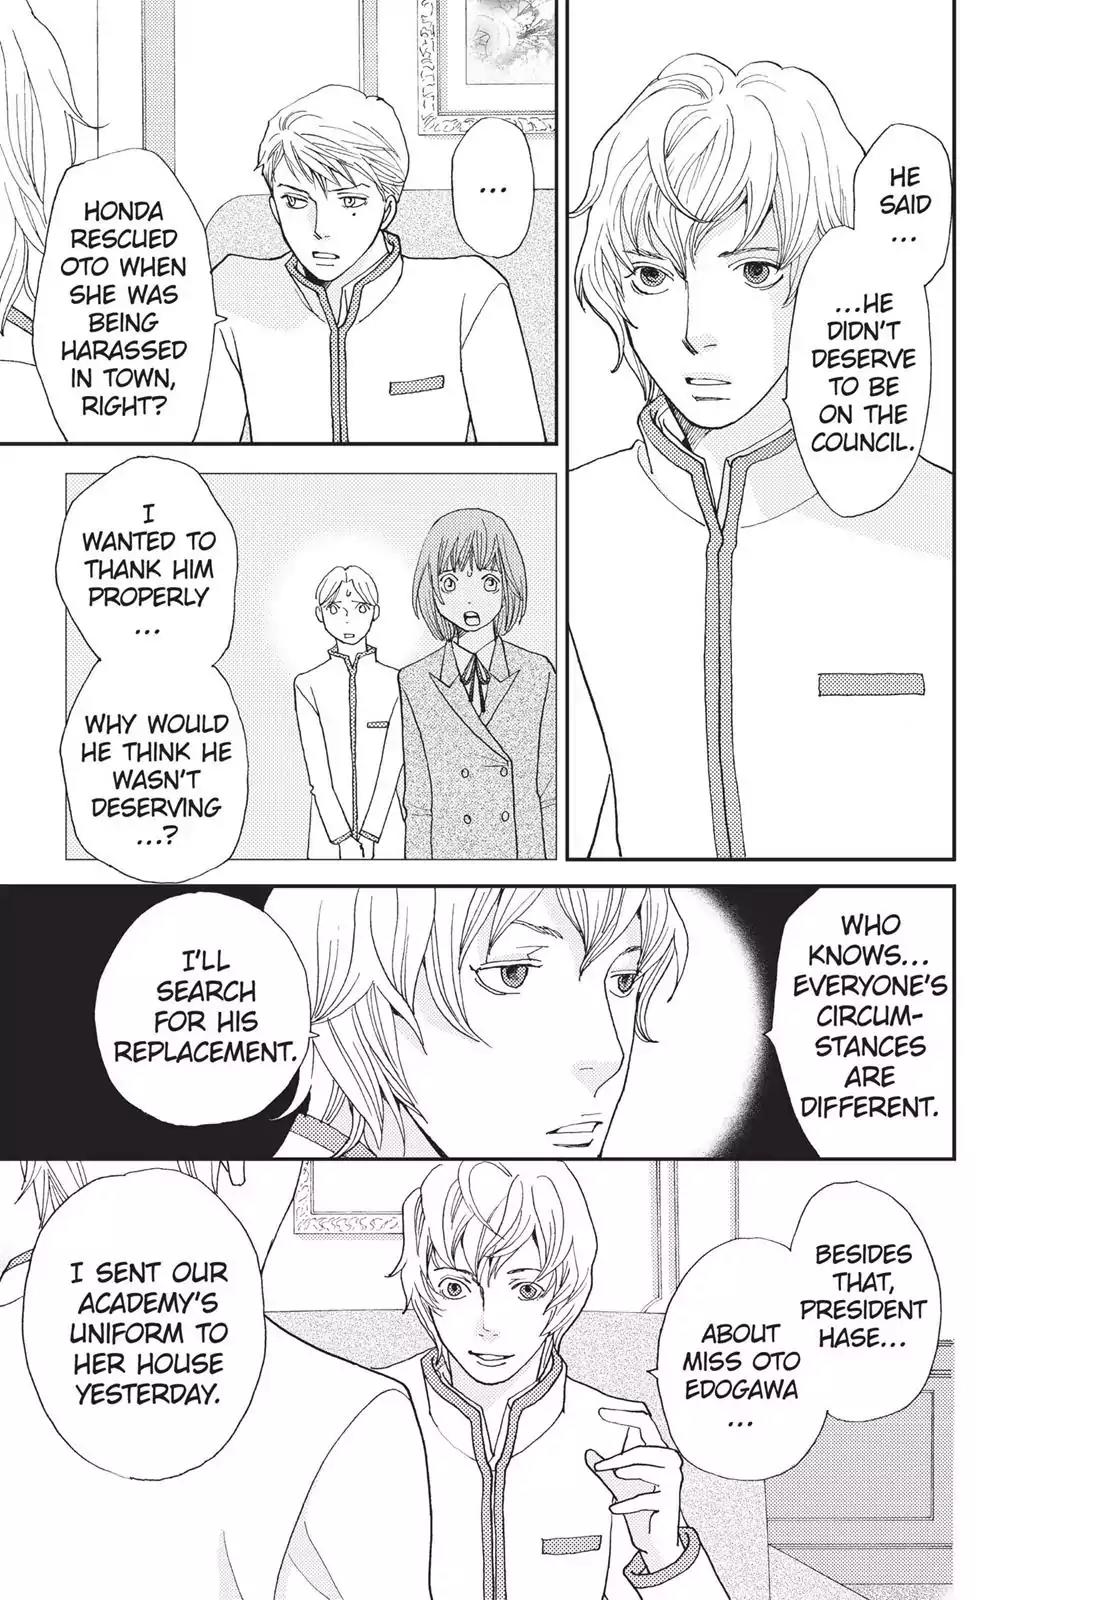 HE
SAID
...
...HE
DIDN'T
DESERVE
TO BE
ON THE
COUNCIL.
...
HONDA
RESCUED
OTO WHEN
SHE WAS
BEING
HARASSED
IN TOWN,
RIGHT?
I
WANTED TO
THANK HIM
PROPERLY
...
WHY WOULD
HE THINK HE
WASN'T
DESERVING
...?
WHO
KNOWS...
EVERYONE'S
CIRCUM-
STANCES
ARE
DIFFERENT.
I'LL
SEARCH
FOR HIS
REPLACEMENT.
BESIDES
THAT,
PRESIDENT
HASE...
ABOUT
MISS OTO
EDOGAWA
...
I SENT OUR
ACADEMY'S
UNIFORM TO
HER HOUSE
YESTERDAY.